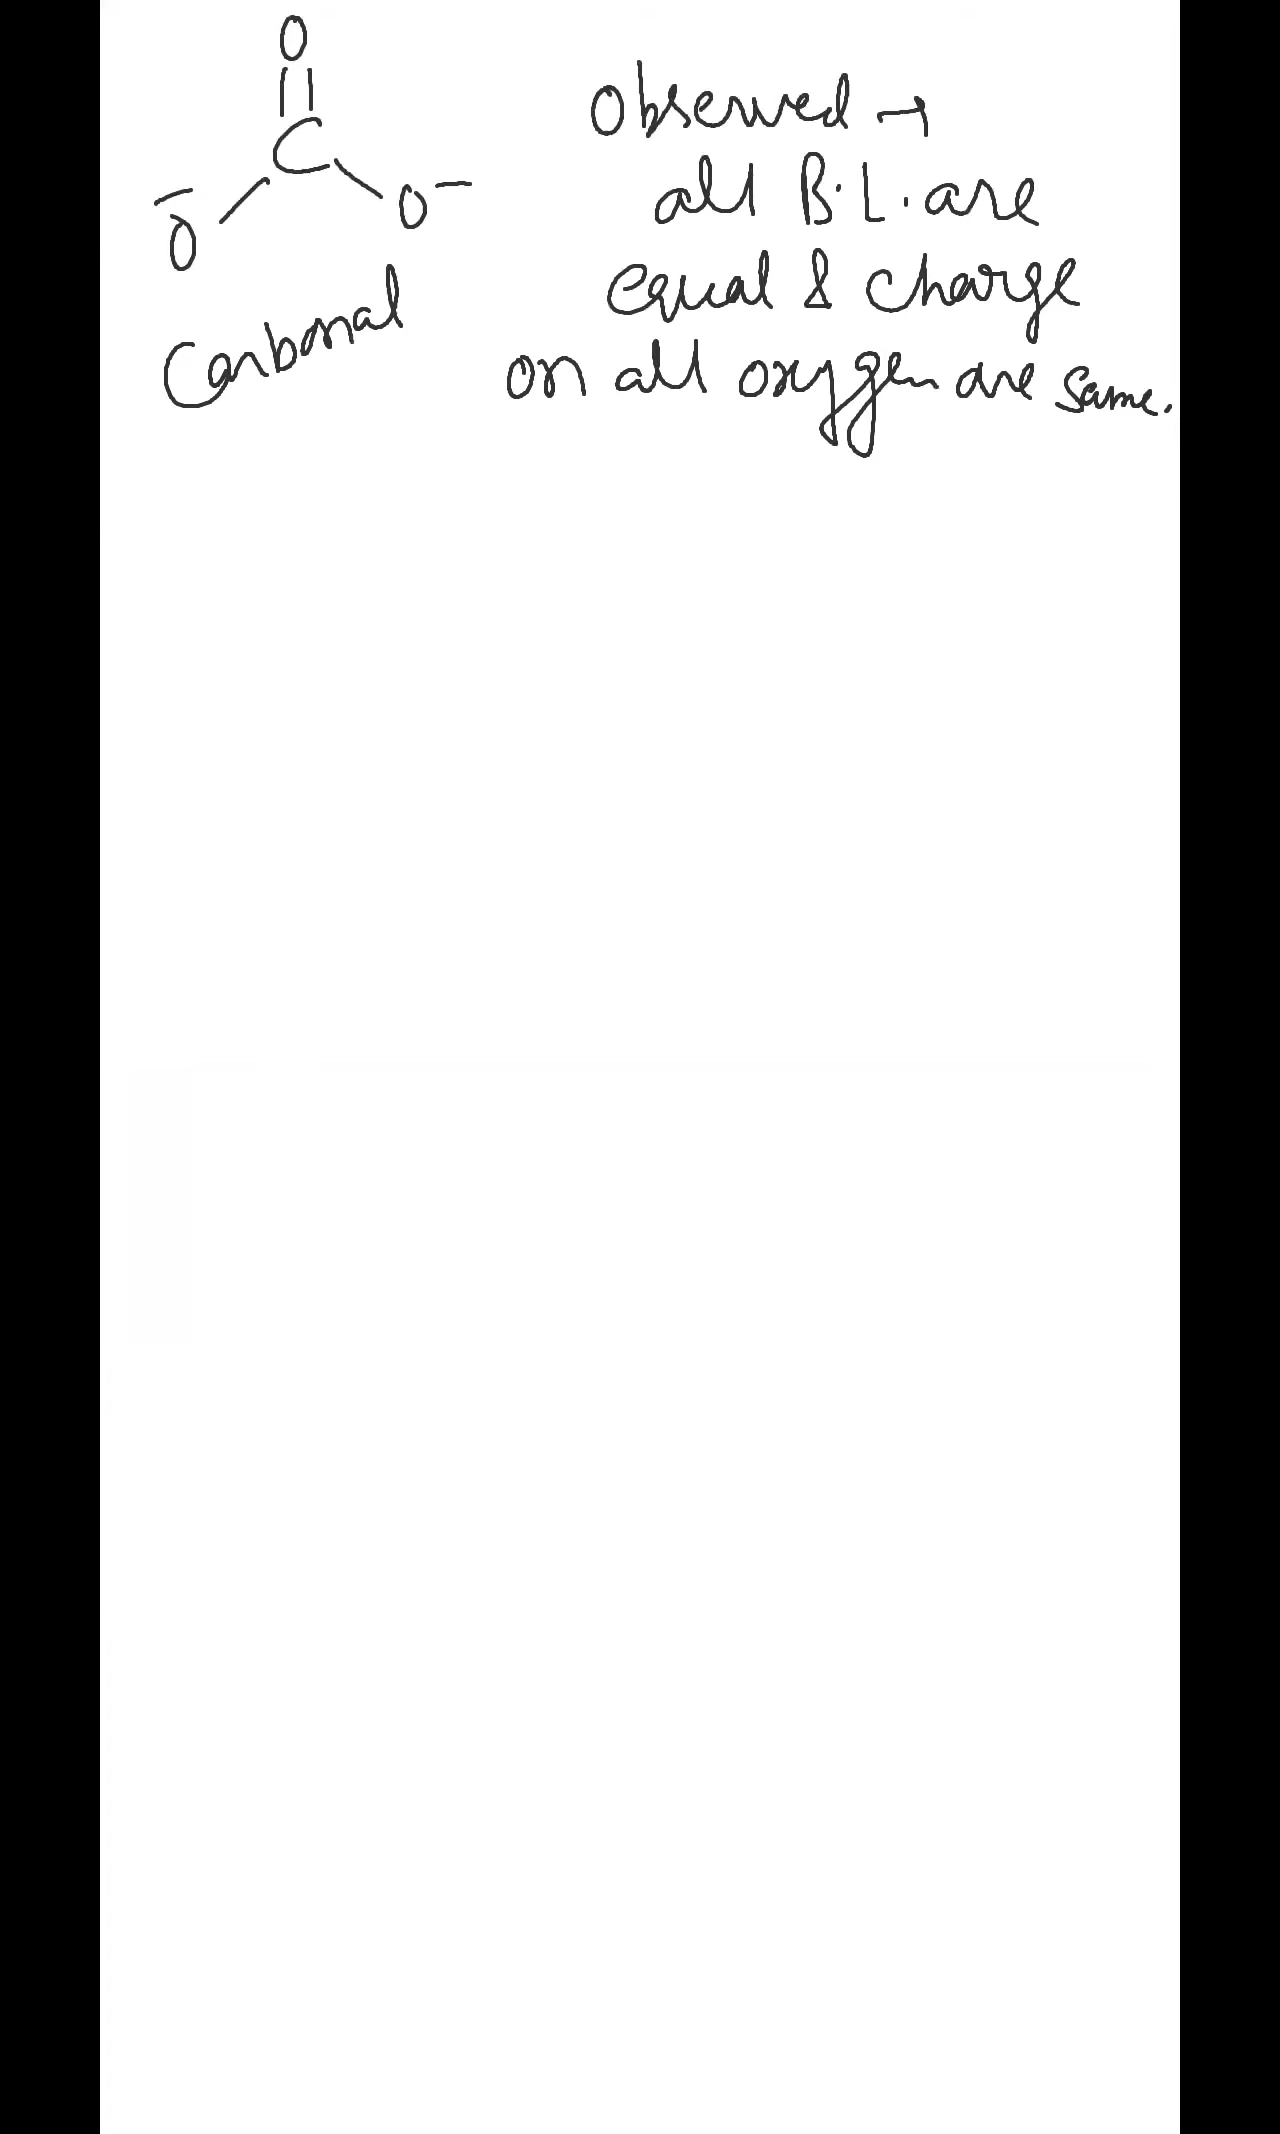 O
||
C
O⁻
O⁻
Observed →
all B.L. are
equal & charge
Carbonal
on all oxygen are same.